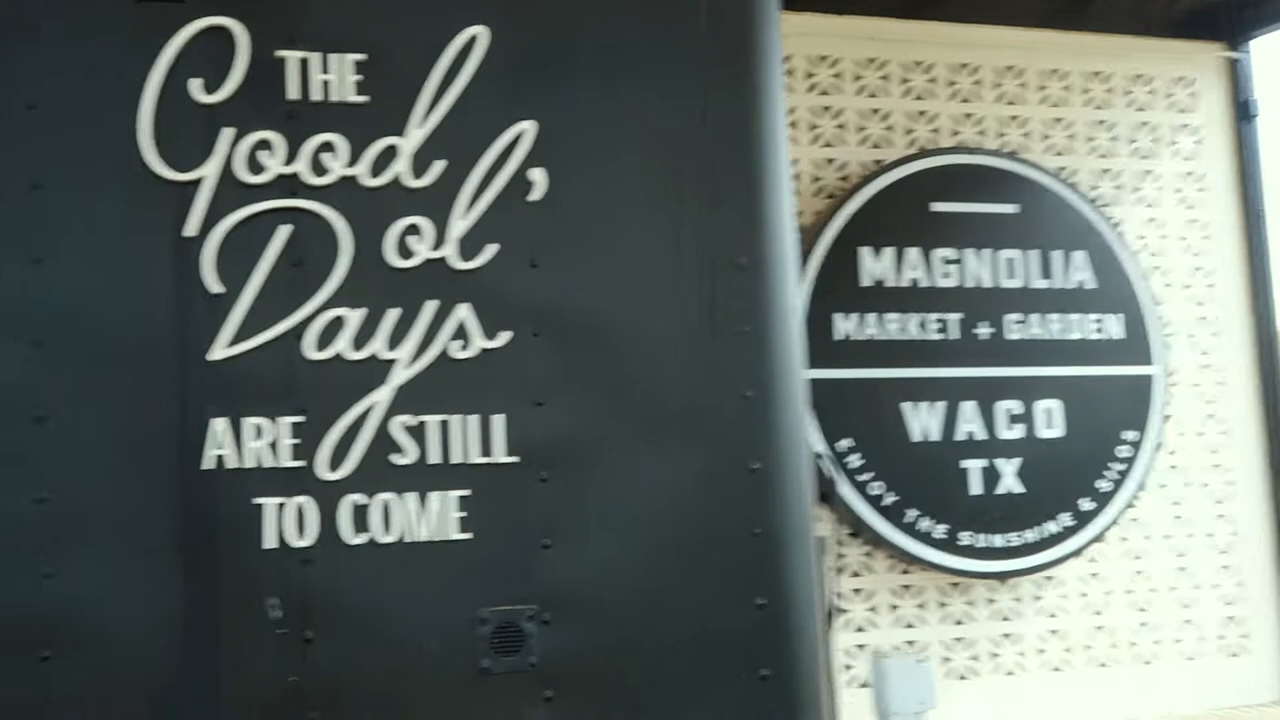 THE
Good
ol'
Days
ARE STILL
TO COME
MAGNOLIA
MARKET + GARDEN
WACO
TX
ENJOY THE SUNSHINE & SILOS